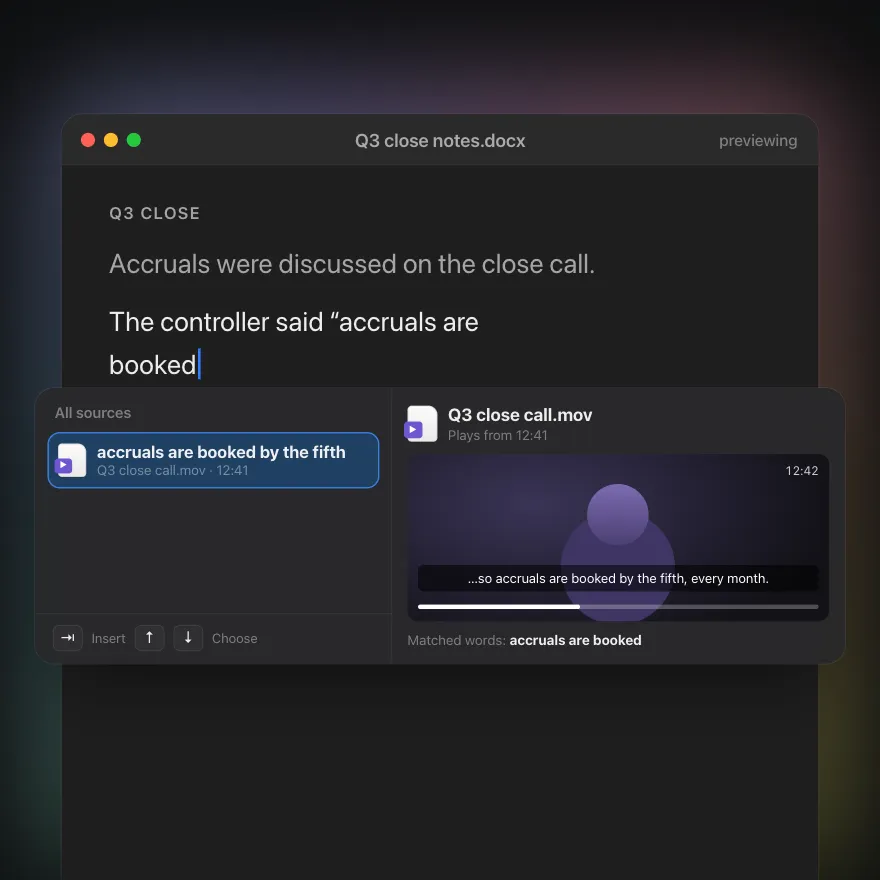 Q3 close notes.docx
previewing
Q3 CLOSE
Accruals were discussed on the close call.
The controller said “accruals are
booked
All sources
accruals are booked by the fifth
Q3 close call.mov · 12:41
Insert
Choose
Q3 close call.mov
Plays from 12:41
12:42
...so accruals are booked by the fifth, every month.
Matched words: accruals are booked